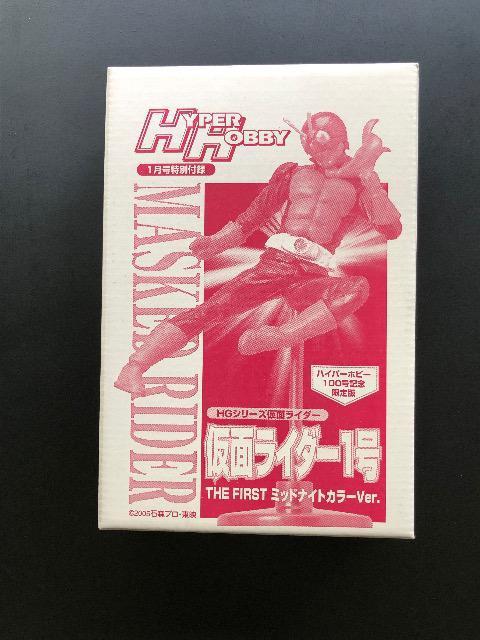 HYPER
HOBBY
1月号特別付録
MASKED RIDER
ハイパーホビー
100号記念
限定版
HGシリーズ仮面ライダー
仮面ライダー1号
THE FIRST ミッドナイトカラーVer.
©2005石森プロ・東映